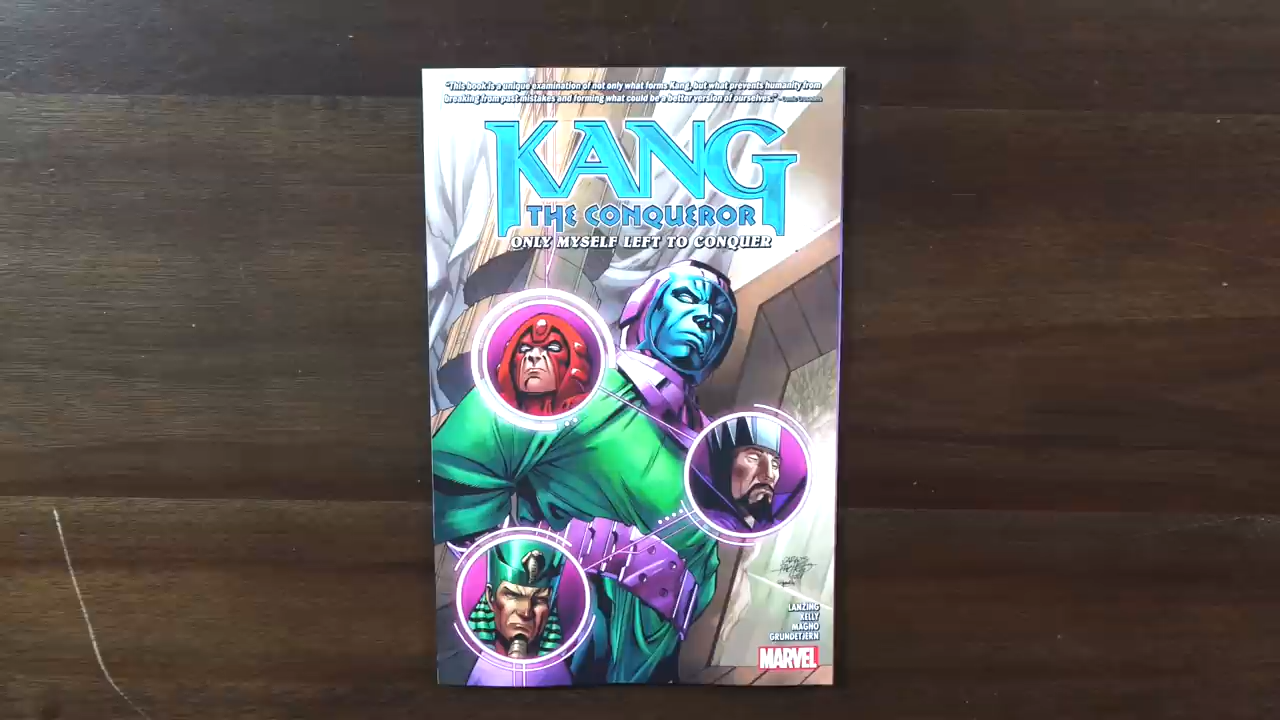 "This book is a unique examination of not only what forms Kang, but what prevents humanity from
breaking from past mistakes and forming what could be a better version of ourselves."
KANG
THE CONQUEROR
ONLY MYSELF LEFT TO CONQUER
LANZING
KELLY
MAGNO
GRUNDETJERN
MARVEL